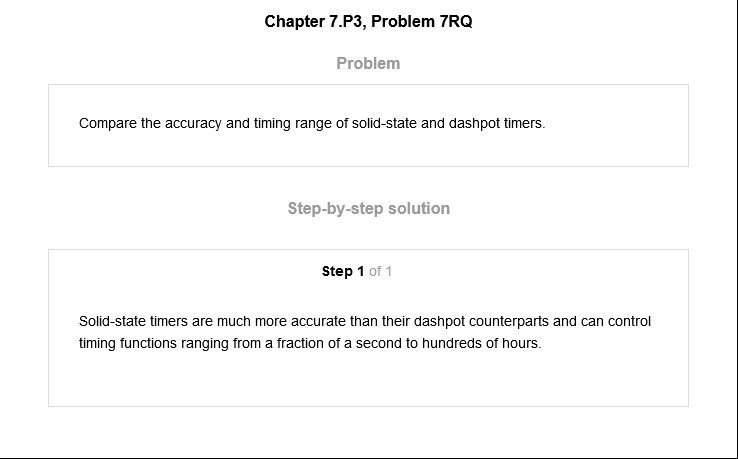 Chapter 7.P3, Problem 7RQ
Problem
Compare the accuracy and timing range of solid-state and dashpot timers.
Step-by-step solution
Step 1 of 1
Solid-state timers are much more accurate than their dashpot counterparts and can control
timing functions ranging from a fraction of a second to hundreds of hours.